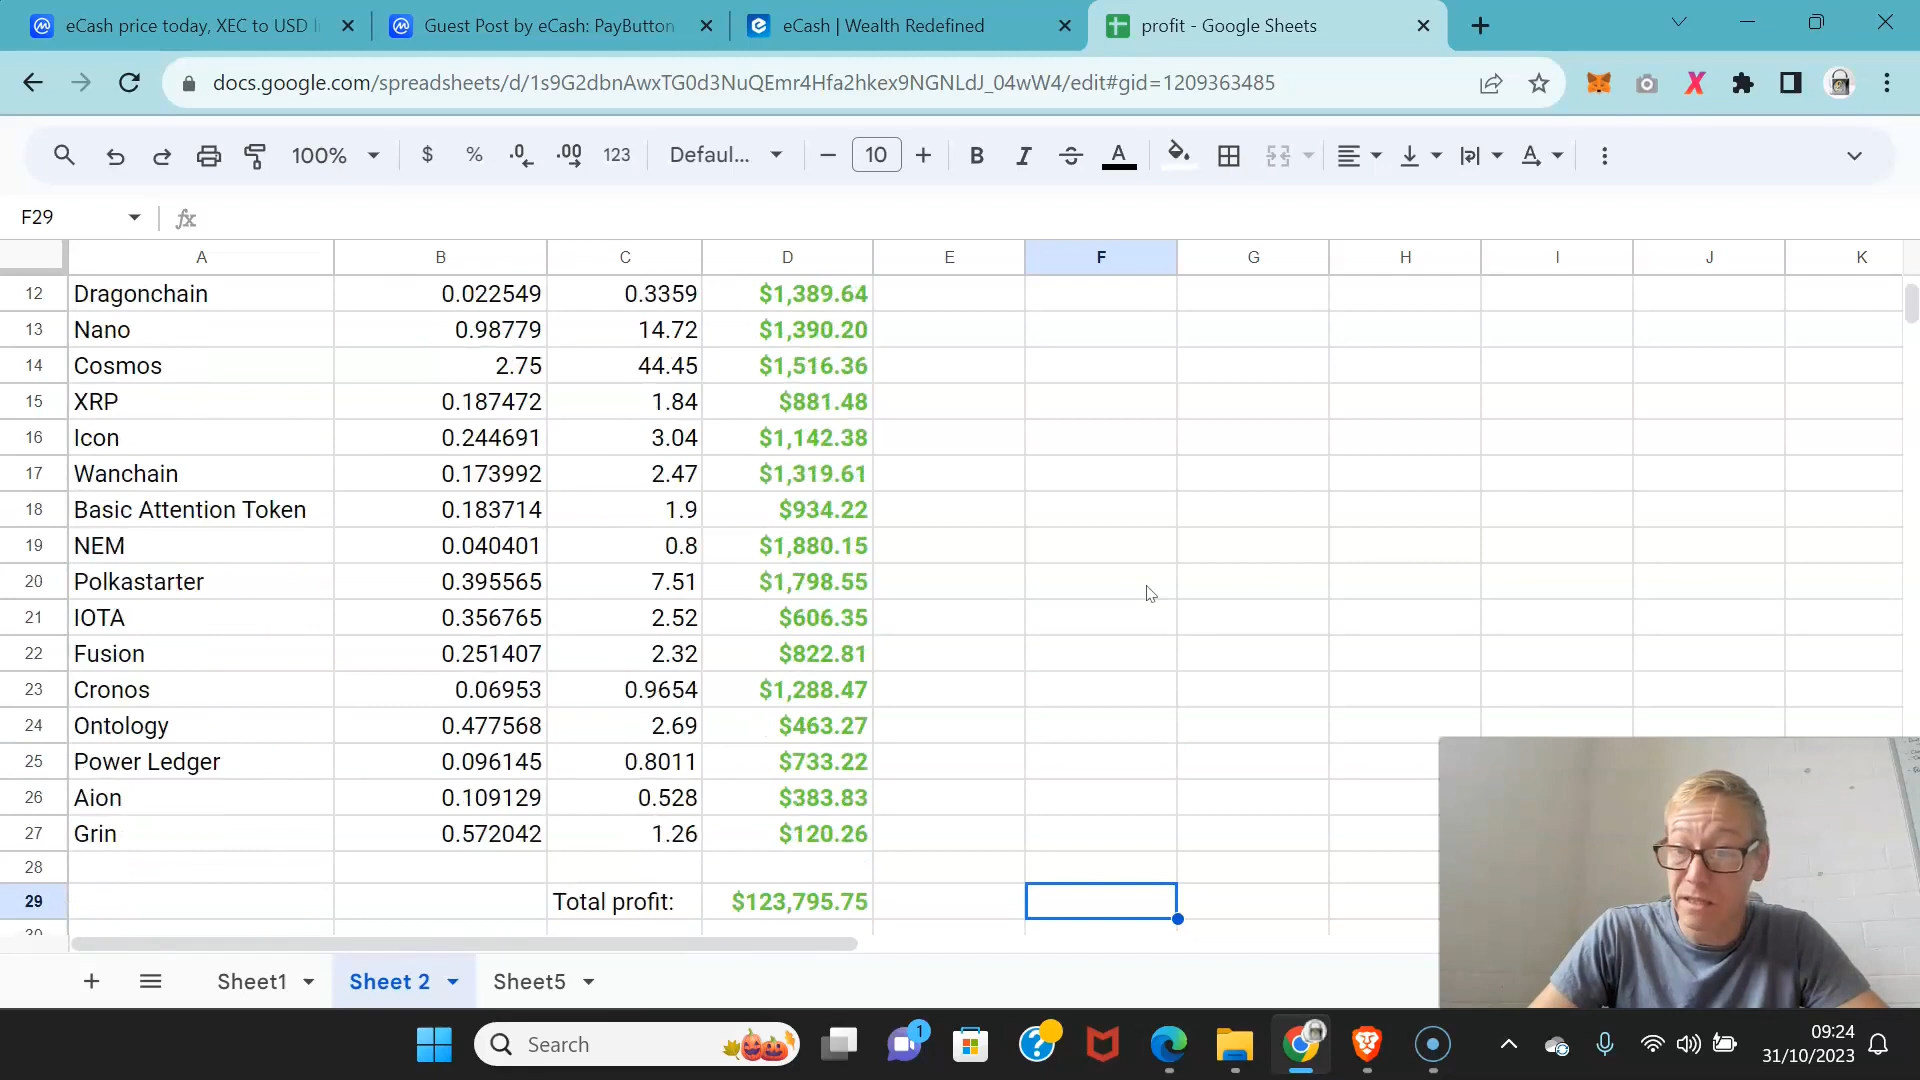 eCash price today, XEC to USD l
Guest Post by eCash: PayButton
eCash | Wealth Redefined
profit - Google Sheets
docs.google.com/spreadsheets/d/1s9G2dbnAwxTG0d3NuQEmr4Hfa2hkex9NGNLdJ_04wW4/edit#gid=1209363485
100% $ % .0 .00 123 Defaul... 10 B I A
F29 fx
A B C D E F G H I J K
12 Dragonchain 0.022549 0.3359 $1,389.64
13 Nano 0.98779 14.72 $1,390.20
14 Cosmos 2.75 44.45 $1,516.36
15 XRP 0.187472 1.84 $881.48
16 Icon 0.244691 3.04 $1,142.38
17 Wanchain 0.173992 2.47 $1,319.61
18 Basic Attention Token 0.183714 1.9 $934.22
19 NEM 0.040401 0.8 $1,880.15
20 Polkastarter 0.395565 7.51 $1,798.55
21 IOTA 0.356765 2.52 $606.35
22 Fusion 0.251407 2.32 $822.81
23 Cronos 0.06953 0.9654 $1,288.47
24 Ontology 0.477568 2.69 $463.27
25 Power Ledger 0.096145 0.8011 $733.22
26 Aion 0.109129 0.528 $383.83
27 Grin 0.572042 1.26 $120.26
28
29 Total profit: $123,795.75
30
Sheet1 Sheet 2 Sheet5
Search
1
09:24
31/10/2023